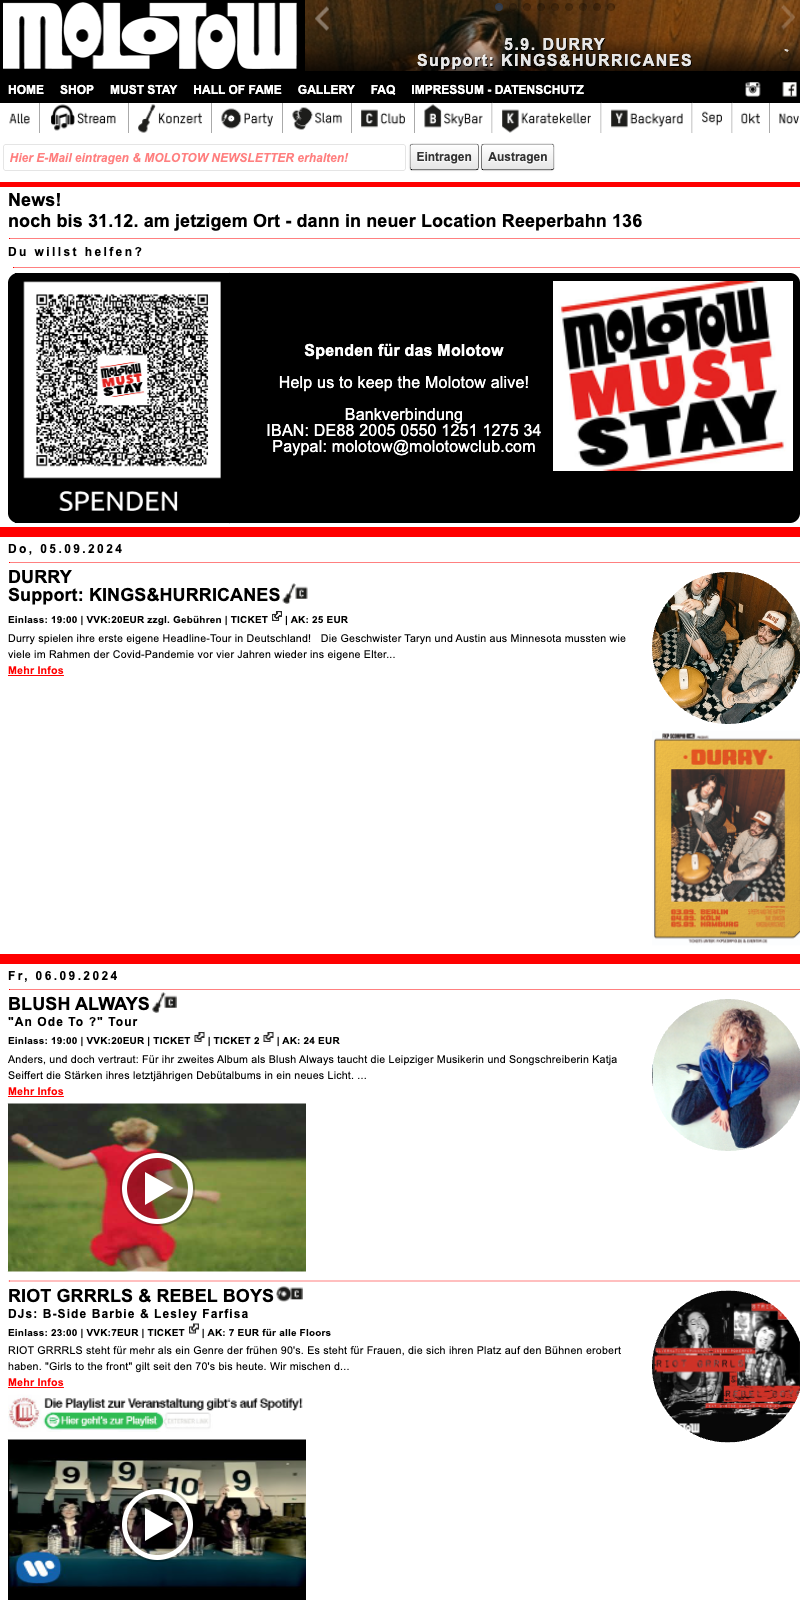 MOLOTOW
5.9. DURRY
Support: KINGS&HURRICANES
HOME SHOP MUST STAY HALL OF FAME GALLERY FAQ IMPRESSUM - DATENSCHUTZ
Alle Stream Konzert Party Slam C Club B SkyBar K Karatekeller Y Backyard Sep Okt Nov
Hier E-Mail eintragen & MOLOTOW NEWSLETTER erhalten! Eintragen Austragen
News!
noch bis 31.12. am jetzigem Ort - dann in neuer Location Reeperbahn 136
Du willst helfen?
MOLOTOW
MUST
STAY
SPENDEN
Spenden für das Molotow
Help us to keep the Molotow alive!
Bankverbindung
IBAN: DE88 2005 0550 1251 1275 34
Paypal: molotow@molotowclub.com
MOLOTOW
MUST
STAY
Do, 05.09.2024
DURRY
Support: KINGS&HURRICANES C
Einlass: 19:00 | VVK:20EUR zzgl. Gebühren | TICKET | AK: 25 EUR
Durry spielen ihre erste eigene Headline-Tour in Deutschland! Die Geschwister Taryn und Austin aus Minnesota mussten wie
viele im Rahmen der Covid-Pandemie vor vier Jahren wieder ins eigene Elter...
Mehr Infos
·DURRY·
03.09. BERLIN
04.09. KÖLN
05.09. HAMBURG
Fr, 06.09.2024
BLUSH ALWAYS C
"An Ode To ?" Tour
Einlass: 19:00 | VVK:20EUR | TICKET | TICKET 2 | AK: 24 EUR
Anders, und doch vertraut: Für ihr zweites Album als Blush Always taucht die Leipziger Musikerin und Songschreiberin Katja
Seiffert die Stärken ihres letztjährigen Debütalbums in ein neues Licht. ...
Mehr Infos
RIOT GRRRLS & REBEL BOYS C
DJs: B-Side Barbie & Lesley Farfisa
Einlass: 23:00 | VVK:7EUR | TICKET | AK: 7 EUR für alle Floors
RIOT GRRRLS steht für mehr als ein Genre der frühen 90's. Es steht für Frauen, die sich ihren Platz auf den Bühnen erobert
haben. "Girls to the front" gilt seit den 70's bis heute. Wir mischen d...
Mehr Infos
RIOT GRRRLS
REBEL BOYS
Die Playlist zur Veranstaltung gibt's auf Spotify!
Hier geht's zur Playlist EXTERNER LINK
9 9 10 9